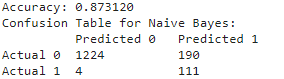 Accuracy: 0.873120
Confusion Table for Naive Bayes:
Predicted 0 Predicted 1
Actual 0 1224 190
Actual 1 4 111